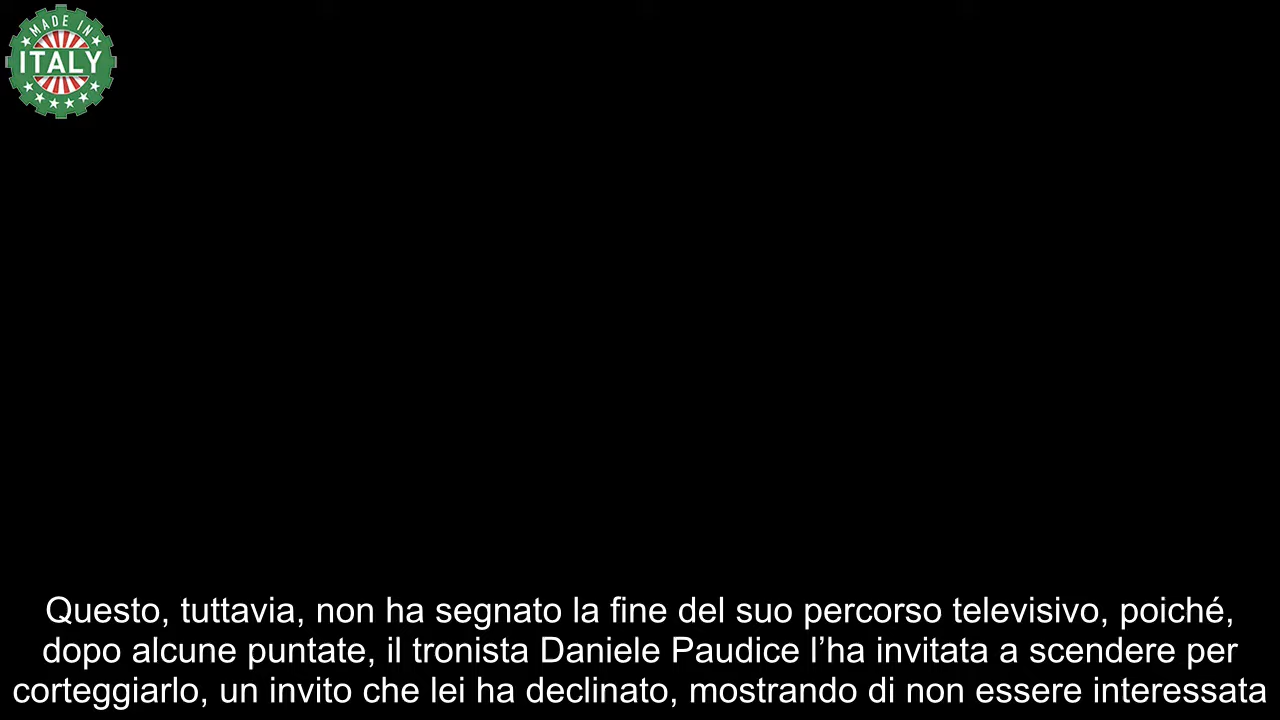 MADE IN
ITALY
Questo, tuttavia, non ha segnato la fine del suo percorso televisivo, poiché,
dopo alcune puntate, il tronista Daniele Paudice l’ha invitata a scendere per
corteggiarlo, un invito che lei ha declinato, mostrando di non essere interessata